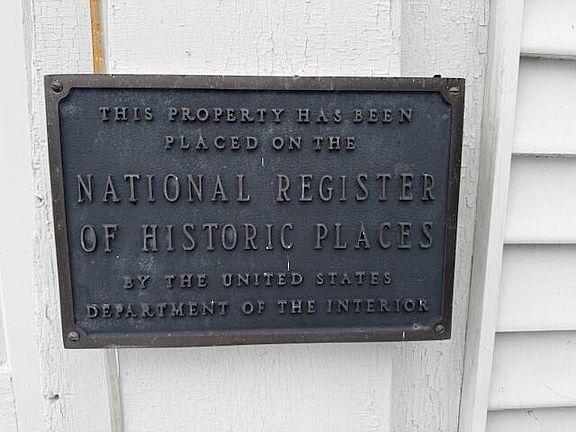 THIS PROPERTY HAS BEEN
PLACED ON THE
NATIONAL REGISTER
OF HISTORIC PLACES
BY THE UNITED STATES
DEPARTMENT OF THE INTERIOR